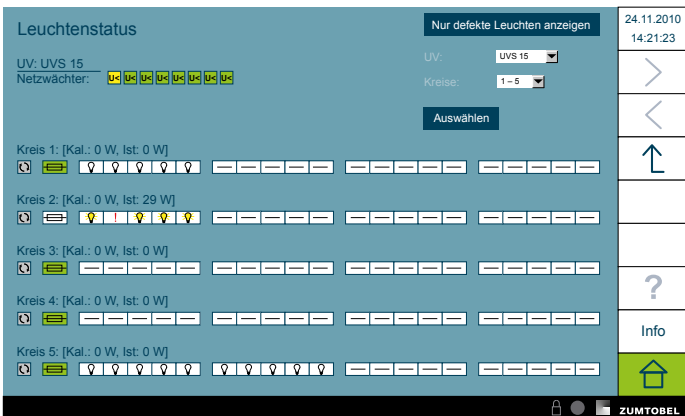 Leuchtenstatus
Nur defekte Leuchten anzeigen
24.11.2010
14:21:23
UV: UVS 15
Netzwächter: U< U< U< U< U< U< U< U<
UV: UVS 15
Kreise: 1 – 5
Auswählen
Kreis 1: [Kal.: 0 W, Ist: 0 W]
Kreis 2: [Kal.: 0 W, Ist: 29 W]
!
Kreis 3: [Kal.: 0 W, Ist: 0 W]
Kreis 4: [Kal.: 0 W, Ist: 0 W]
Kreis 5: [Kal.: 0 W, Ist: 0 W]
?
Info
ZUMTOBEL